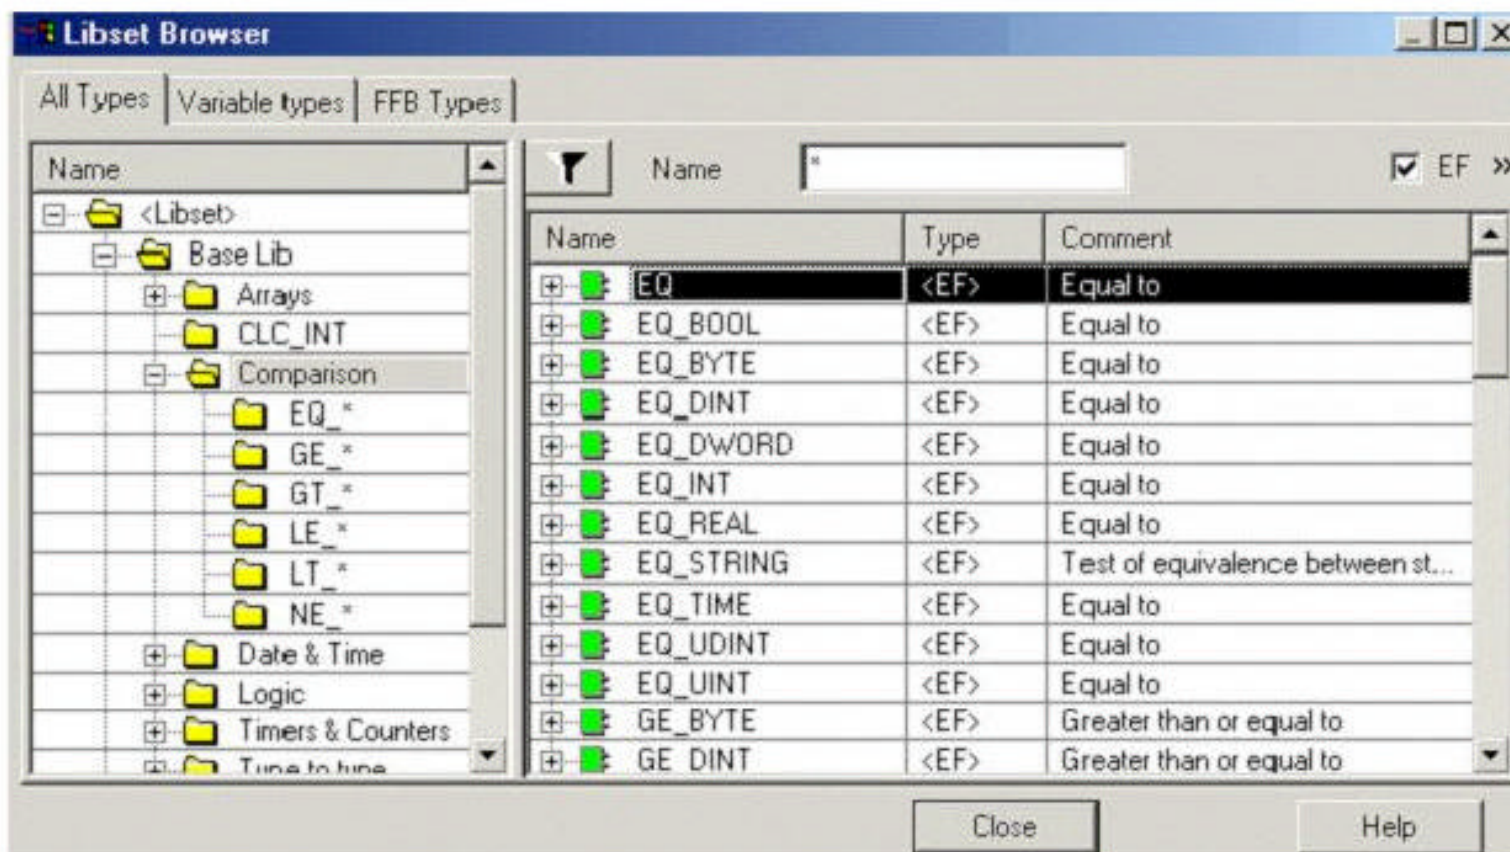 Libset Browser
All Types Variable types FFB Types
Name
<Libset>
Base Lib
Arrays
CLC_INT
Comparison
EQ_*
GE_*
GT_*
LE_*
LT_*
NE_*
Date & Time
Logic
Timers & Counters
Type to type
Name * EF »
Name Type Comment
EQ <EF> Equal to
EQ_BOOL <EF> Equal to
EQ_BYTE <EF> Equal to
EQ_DINT <EF> Equal to
EQ_DWORD <EF> Equal to
EQ_INT <EF> Equal to
EQ_REAL <EF> Equal to
EQ_STRING <EF> Test of equivalence between st...
EQ_TIME <EF> Equal to
EQ_UDINT <EF> Equal to
EQ_UINT <EF> Equal to
GE_BYTE <EF> Greater than or equal to
GE_DINT <EF> Greater than or equal to
Close Help